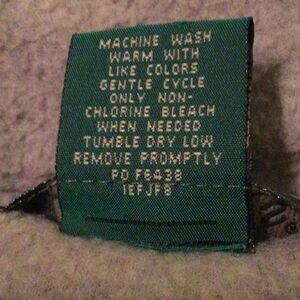 MACHINE WASH
WARM WITH
LIKE COLORS
GENTLE CYCLE
ONLY NON-
CHLORINE BLEACH
WHEN NEEDED
TUMBLE DRY LOW
REMOVE PROMPTLY
PO F6438
IEFJF8